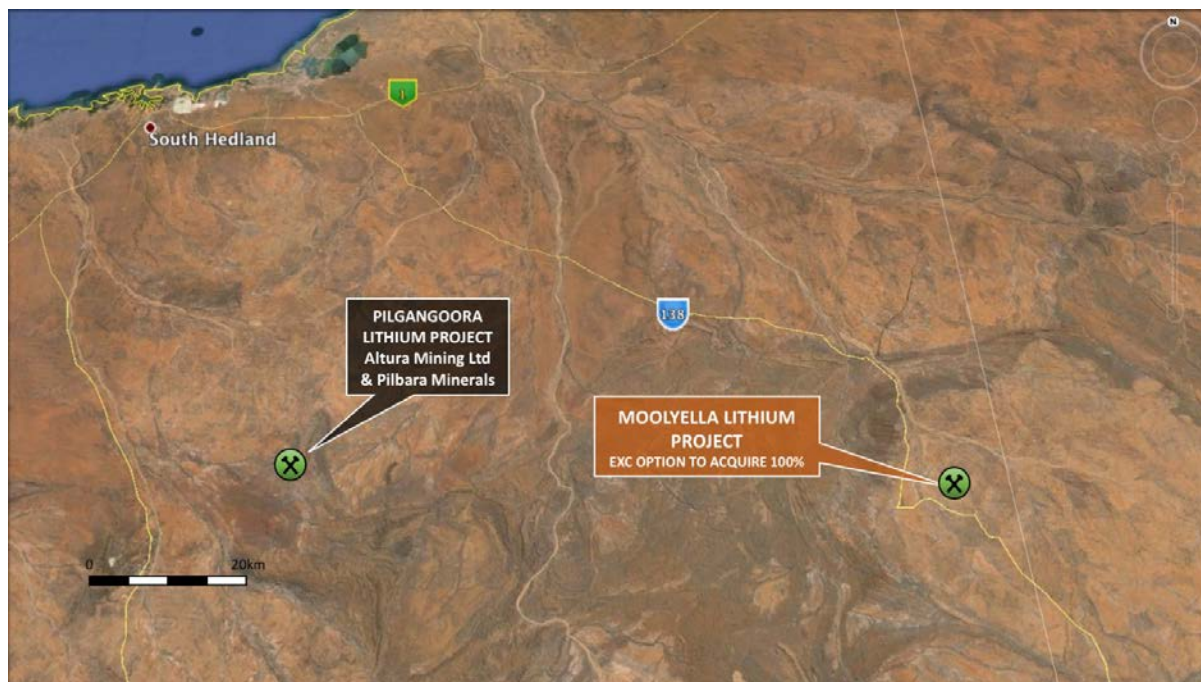 N
1
South Hedland
138
PILGANGOORA
LITHIUM PROJECT
Altura Mining Ltd
& Pilbara Minerals
MOOLYELLA LITHIUM
PROJECT
EXC OPTION TO ACQUIRE 100%
0 20km